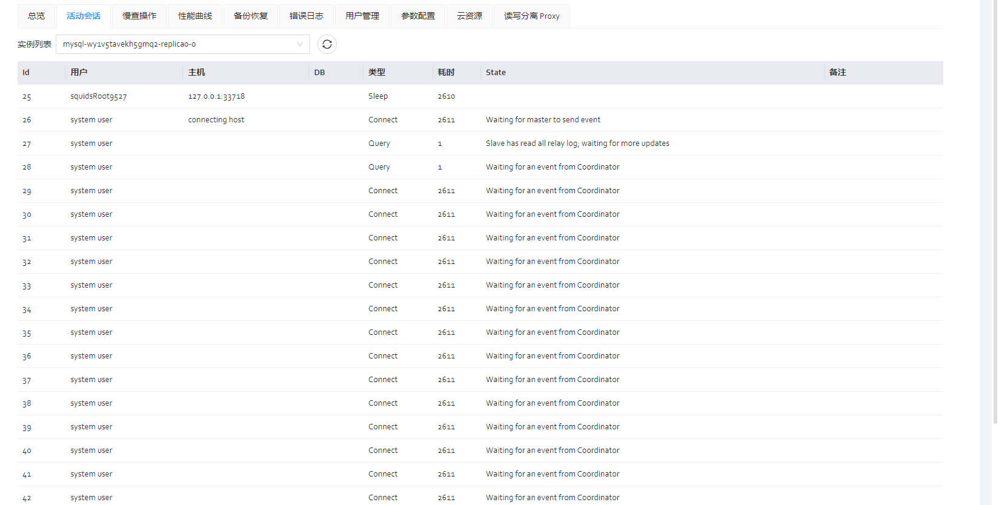 总览 活动会话 慢查操作 性能曲线 备份恢复 错误日志 用户管理 参数配置 云资源 读写分离 Proxy
实例列表 mysql-wy1v5tavekh5gmq2-replica0-0
Id 用户 主机 DB 类型 耗时 State 备注
25 squidsRoot9527 127.0.0.1:33718 Sleep 2610
26 system user connecting host Connect 2611 Waiting for master to send event
27 system user Query 1 Slave has read all relay log; waiting for more updates
28 system user Query 1 Waiting for an event from Coordinator
29 system user Connect 2611 Waiting for an event from Coordinator
30 system user Connect 2611 Waiting for an event from Coordinator
31 system user Connect 2611 Waiting for an event from Coordinator
32 system user Connect 2611 Waiting for an event from Coordinator
33 system user Connect 2611 Waiting for an event from Coordinator
34 system user Connect 2611 Waiting for an event from Coordinator
35 system user Connect 2611 Waiting for an event from Coordinator
36 system user Connect 2611 Waiting for an event from Coordinator
37 system user Connect 2611 Waiting for an event from Coordinator
38 system user Connect 2611 Waiting for an event from Coordinator
39 system user Connect 2611 Waiting for an event from Coordinator
40 system user Connect 2611 Waiting for an event from Coordinator
41 system user Connect 2611 Waiting for an event from Coordinator
42 system user Connect 2611 Waiting for an event from Coordinator